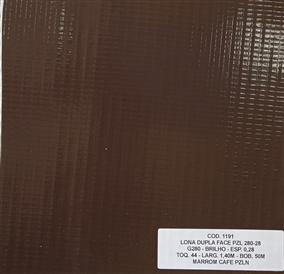 COD. 1191
LONA DUPLA FACE PZL 280-28
G280 - BRILHO - ESP. 0,28
TOQ. 44 - LARG. 1,40M - BOB. 50M
MARROM CAFE PZLN